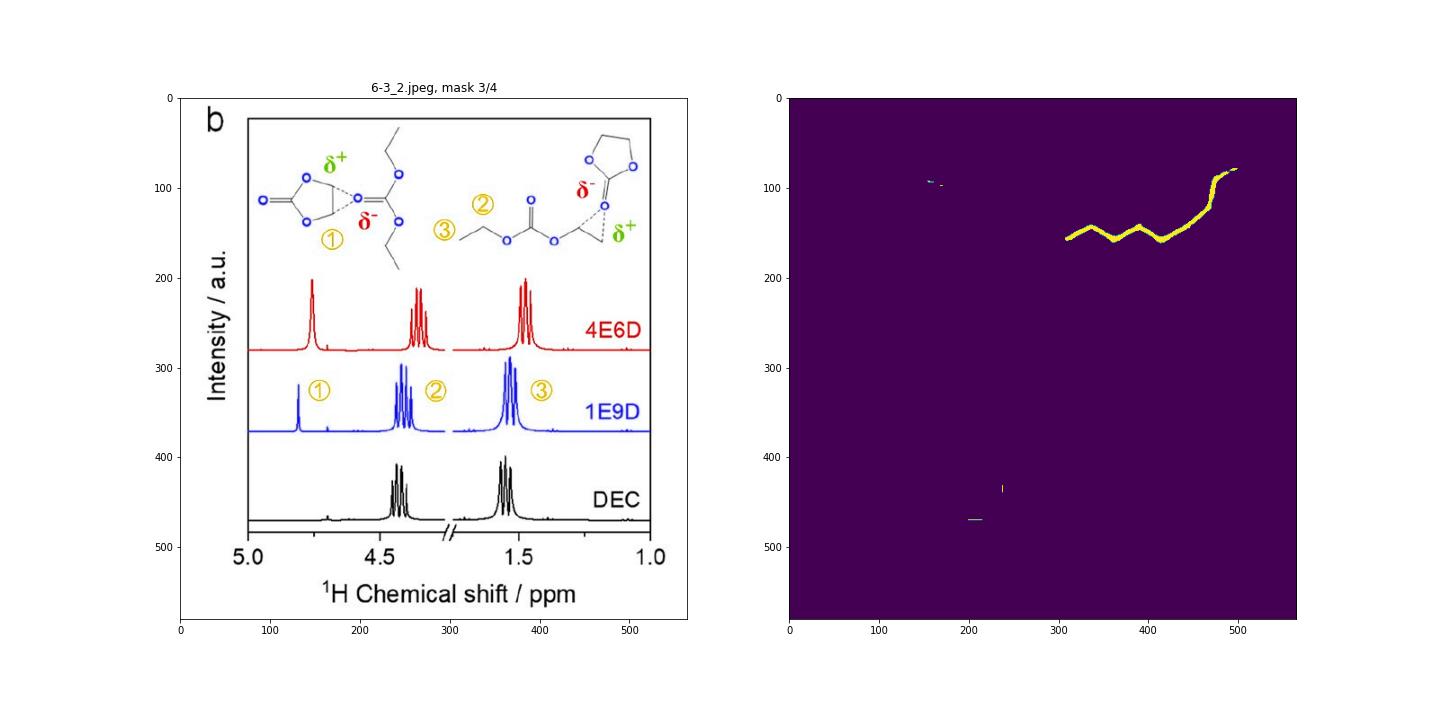 6-3_2.jpeg, mask 3/4
0
100
200
300
400
500
0 100 200 300 400 500
b
Intensity / a.u.
δ+
O
O
O
O
O
O
δ-
①
②
③
O
O
O
O
O
O
δ-
δ+
4E6D
①
②
③
1E9D
DEC
5.0 4.5 1.5 1.0
¹H Chemical shift / ppm
0
100
200
300
400
500
0 100 200 300 400 500